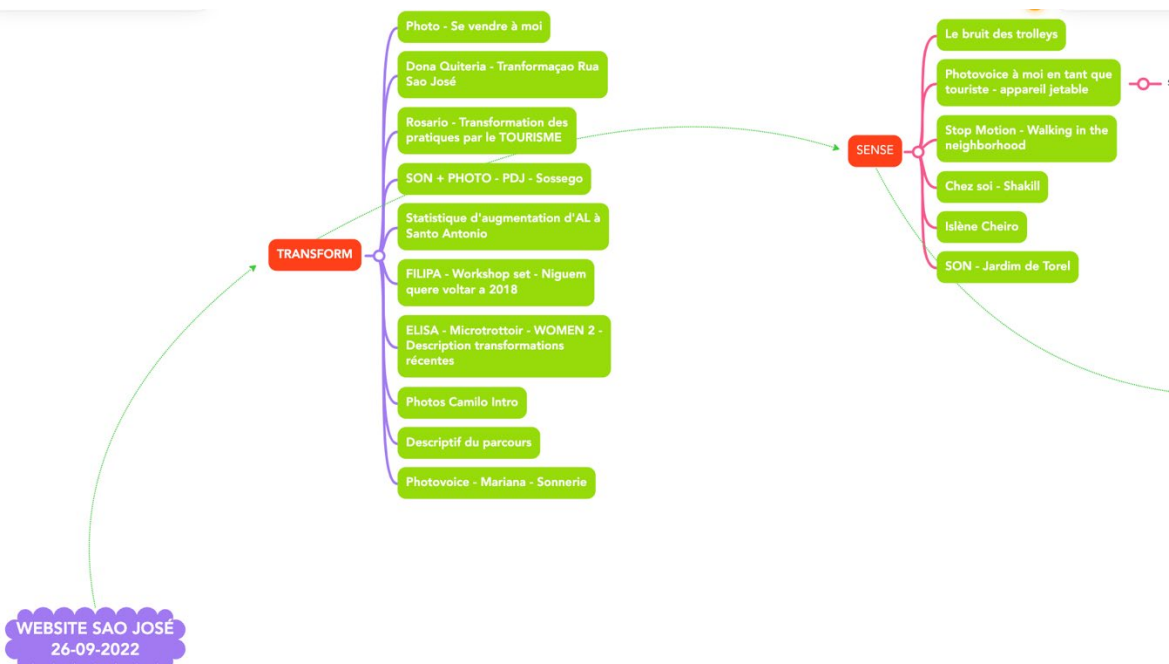 Photo - Se vendre à moi
Dona Quiteria - Tranformaçao Rua
Sao José
Rosario - Transformation des
pratiques par le TOURISME
SON + PHOTO - PDJ - Sossego
Statistique d'augmentation d'AL à
Santo Antonio
TRANSFORM
FILIPA - Workshop set - Niguem
quere voltar a 2018
ELISA - Microtrottoir - WOMEN 2 -
Description transformations
récentes
Photos Camilo Intro
Descriptif du parcours
Photovoice - Mariana - Sonnerie
Le bruit des trolleys
Photovoice à moi en tant que
touriste - appareil jetable
Stop Motion - Walking in the
neighborhood
SENSE
Chez soi - Shakill
Islène Cheiro
SON - Jardim de Torel
WEBSITE SAO JOSÉ
26-09-2022